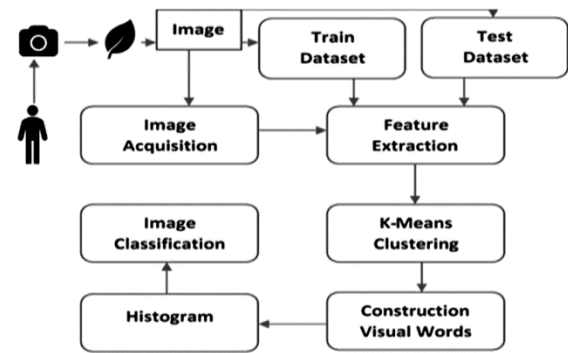 Image
Train
Dataset
Test
Dataset
Image
Acquisition
Feature
Extraction
Image
Classification
K-Means
Clustering
Histogram
Construction
Visual Words